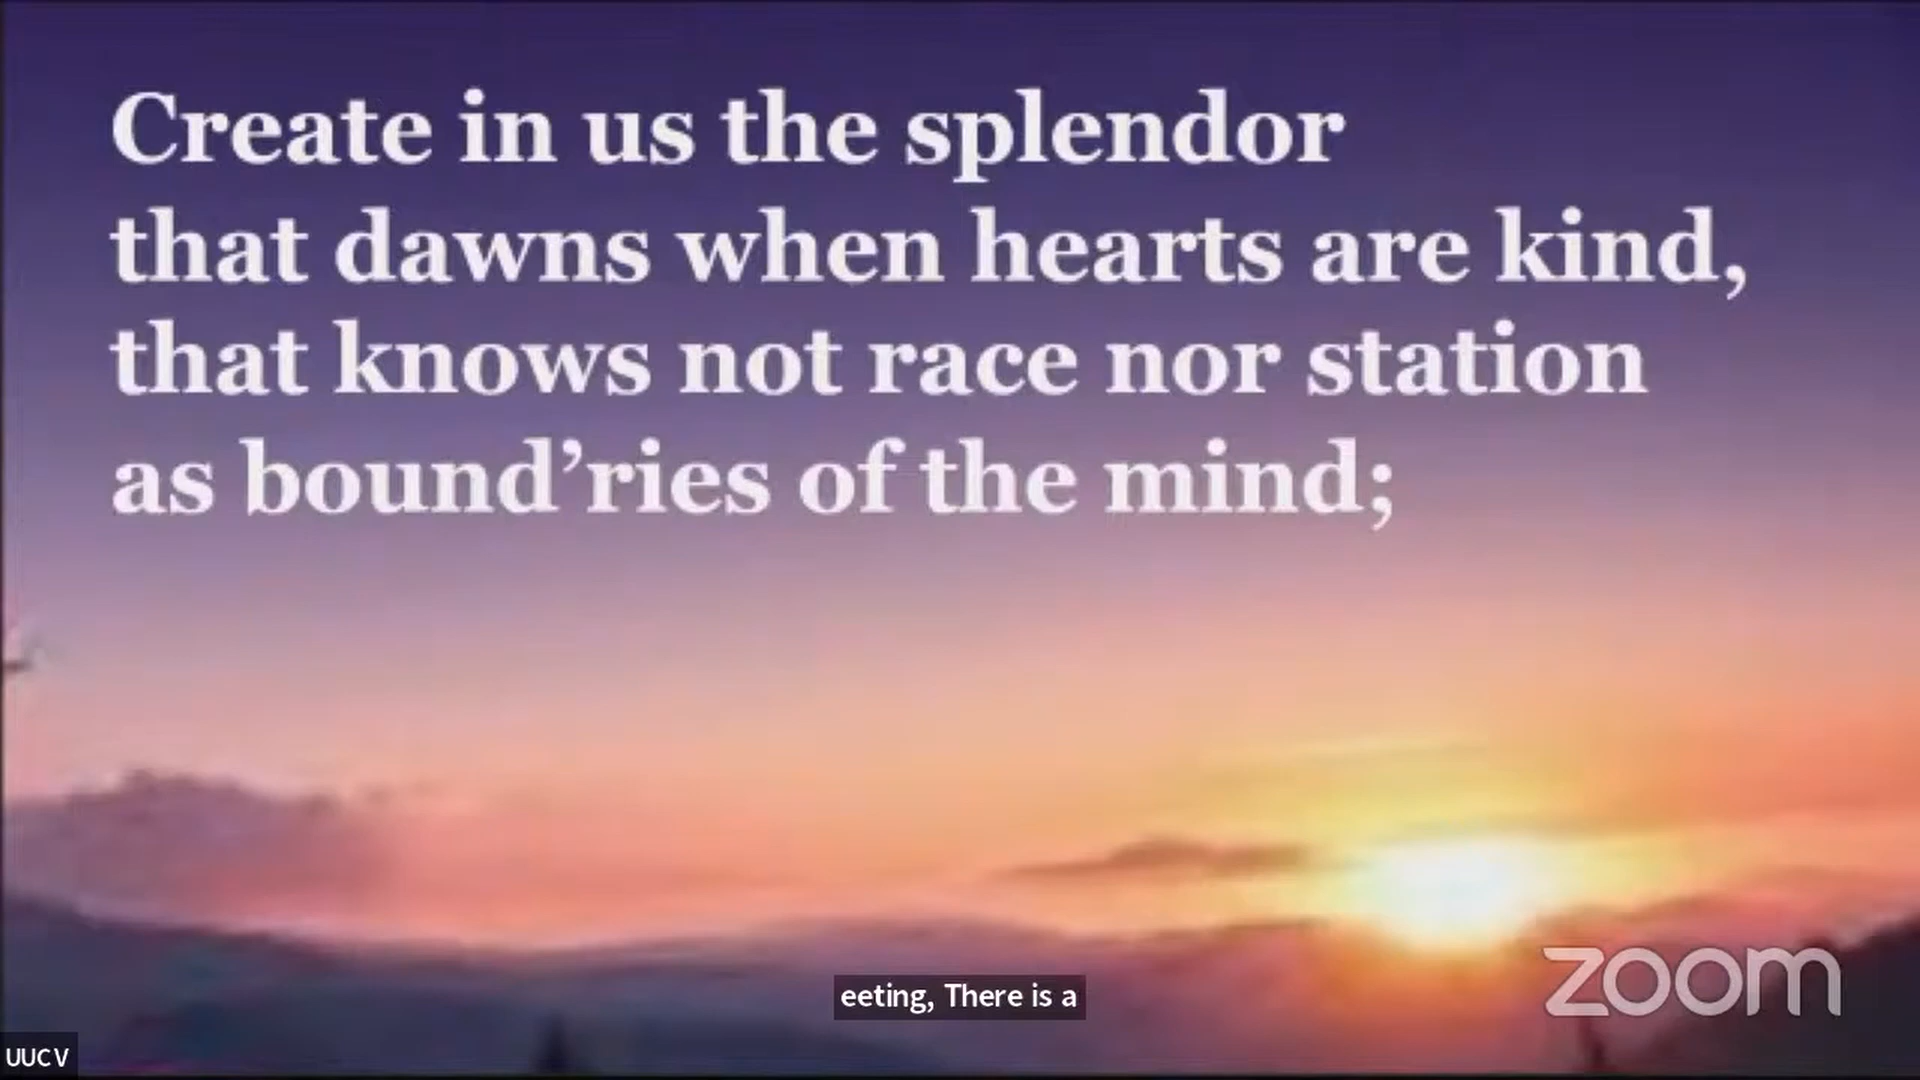 Create in us the splendor
that dawns when hearts are kind,
that knows not race nor station
as bound’ries of the mind;
eeting, There is a
zoom
UUCV